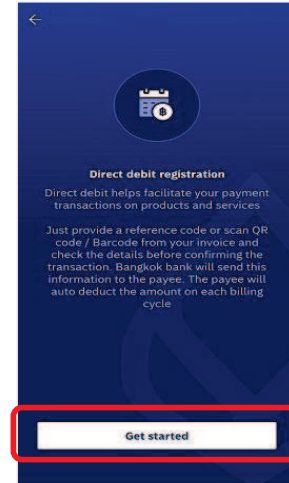 Direct debit registration
Direct debit helps facilitate your payment
transactions on products and services
Just provide a reference code or scan QR
code / Barcode from your invoice and
check the details before confirming the
transaction. Bangkok bank will send this
information to the payee. The payee will
auto deduct the amount on each billing
cycle
Get started